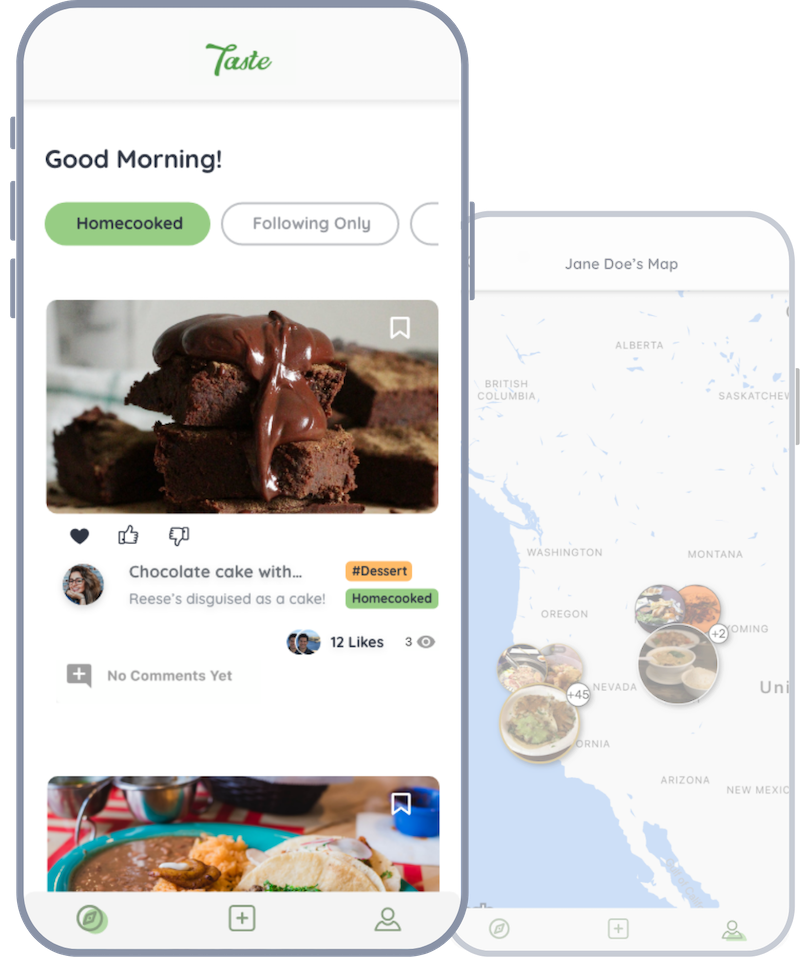 Taste
Good Morning!
Homecooked
Following Only
Chocolate cake with...
#Dessert
Reese's disguised as a cake!
Homecooked
12 Likes
3
No Comments Yet
Jane Doe's Map
ALBERTA
BRITISH
COLUMBIA
SASKATCHEW
WASHINGTON
MONTANA
OREGON
+2
OMING
+45
NEVADA
Uni
ORNIA
ARIZONA
NEW MEXIC